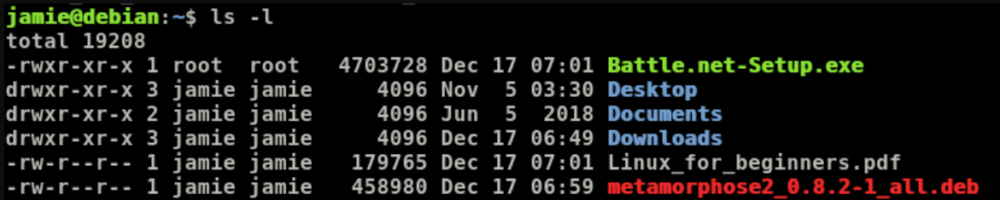 jamie@debian:~$ ls -l
total 19208
-rwxr-xr-x 1 root  root   4703728 Dec 17 07:01 Battle.net-Setup.exe
drwxr-xr-x 3 jamie jamie    4096 Nov  5 03:30 Desktop
drwxr-xr-x 2 jamie jamie    4096 Jun  5  2018 Documents
drwxr-xr-x 3 jamie jamie    4096 Dec 17 06:49 Downloads
-rw-r--r-- 1 jamie jamie  179765 Dec 17 07:01 Linux_for_beginners.pdf
-rw-r--r-- 1 jamie jamie  458980 Dec 17 06:59 metamorphose2_0.8.2-1_all.deb